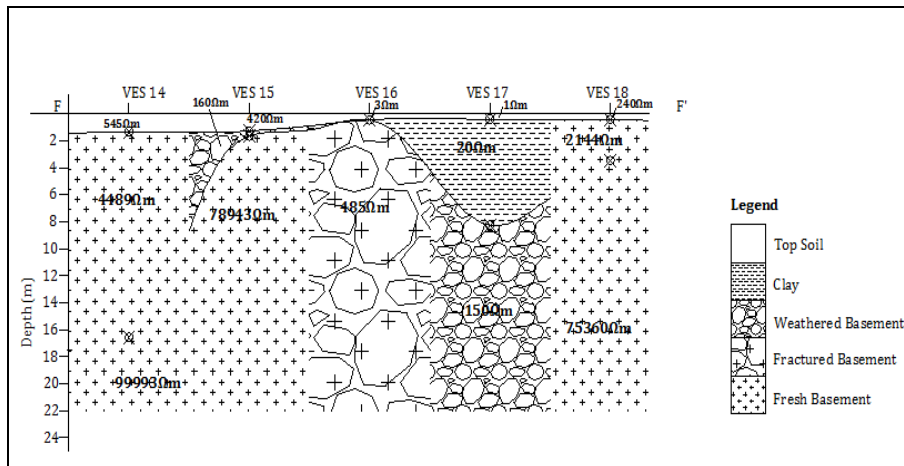 VES 14 VES 15 VES 16 VES 17 VES 18
F F'
545Ωm 160Ωm 420Ωm 3Ωm 1Ωm 240Ωm
2
20Ωm 2144Ωm
4
6
4489Ωm 78943Ωm 485Ωm
8
10
12
14
150Ωm
16
75360Ωm
18
20
99993Ωm
22
24
Depth (m)
Legend
Top Soil
Clay
Weathered Basement
Fractured Basement
Fresh Basement